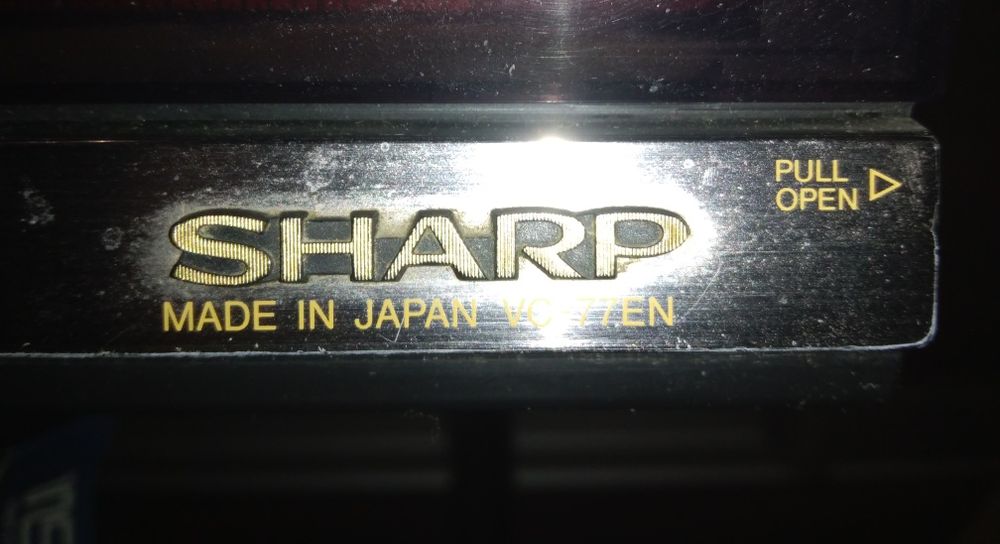 PULL
OPEN
SHARP
MADE IN JAPAN VC-77EN